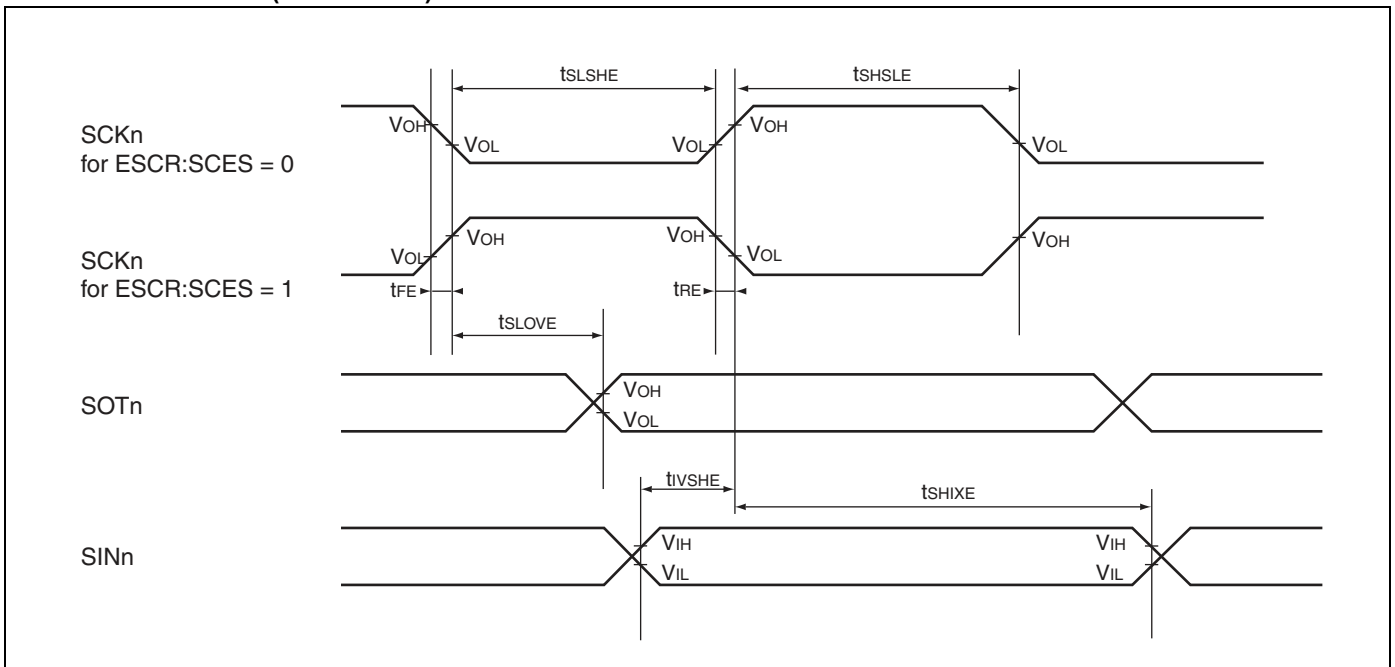 tSLSHE
tSHSLE
SCKn
for ESCR:SCES = 0
VOH
VOL
VOL
VOH
VOL
SCKn
for ESCR:SCES = 1
VOL
VOH
VOH
VOL
VOH
tFE
tRE
tSLOVE
SOTn
VOH
VOL
tIVSHE
tSHIXE
SINn
VIH
VIL
VIH
VIL